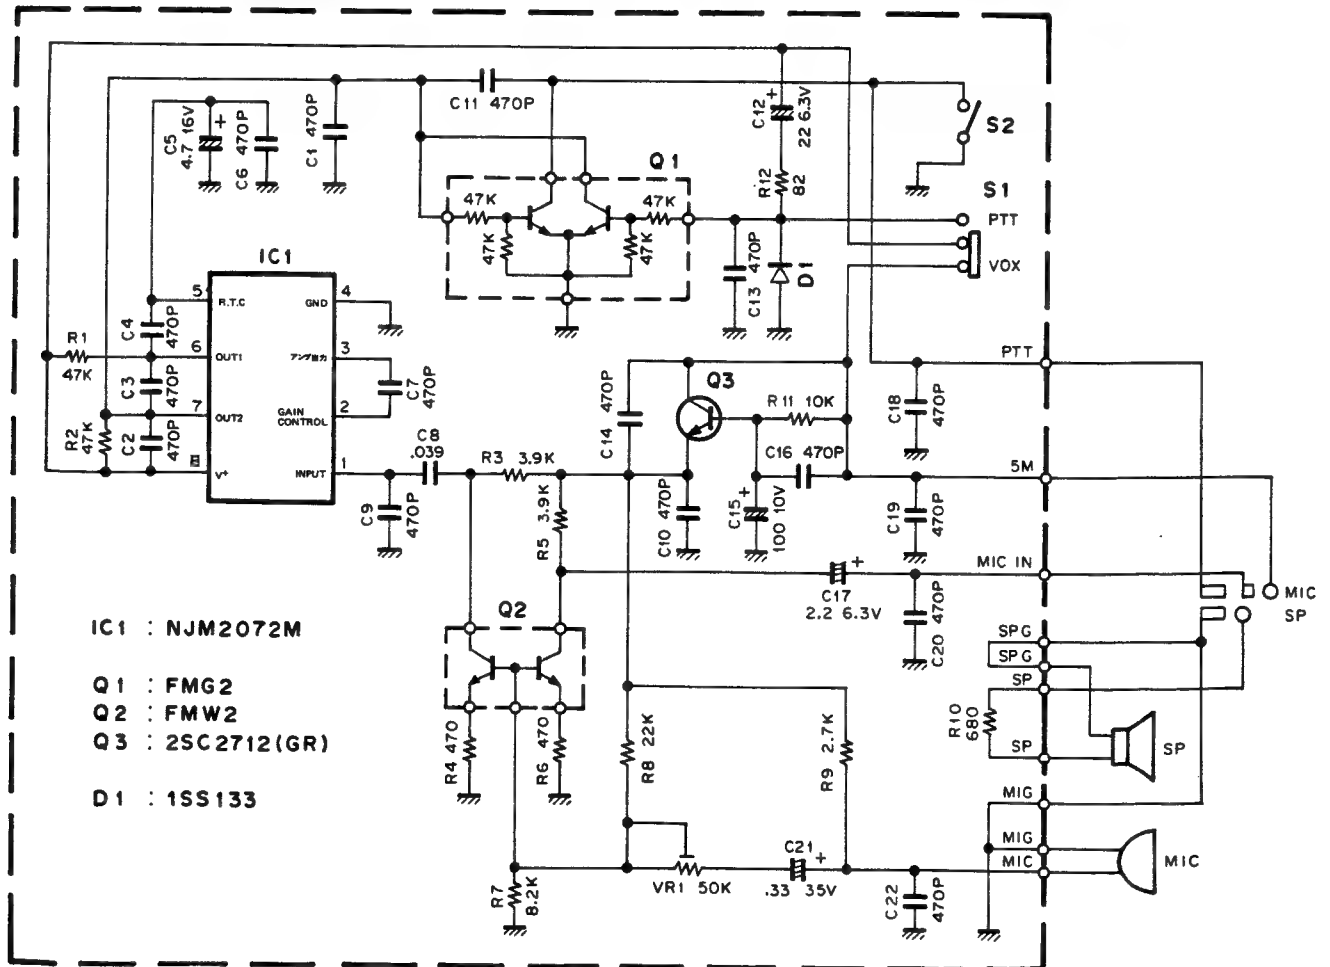 C11 470P
C12 22 6.3V
S2
C5 4.7 16V
C6 470P
C1 470P
Q1
R12 82
S1
47K
47K
PTT
47K
47K
C13 470P
D1
VOX
IC1
5
R.T.C
GND
4
C4 470P
PTT
R1 47K
6
OUT1
アンプ出力
3
C3 470P
C7 470P
C14 470P
Q3
R11 10K
C18 470P
7
OUT2
GAIN CONTROL
2
R2 47K
C2 470P
C8 .039
C16 470P
8
V+
INPUT
1
R3 3.9K
5M
C9 470P
R5 3.9K
C10 470P
C15 100 10V
C19 470P
MIC IN
MIC
SP
C17 2.2 6.3V
C20 470P
Q2
IC1 : NJM2072M
SPG
SPG
Q1 : FMG2
SP
Q2 : FMW2
R10 680
Q3 : 2SC2712(GR)
R4 470
R6 470
R8 22K
R9 2.7K
SP
SP
D1 : 1SS133
MIG
MIG
MIC
MIC
C21 .33 35V
VR1 50K
R7 8.2K
C22 470P